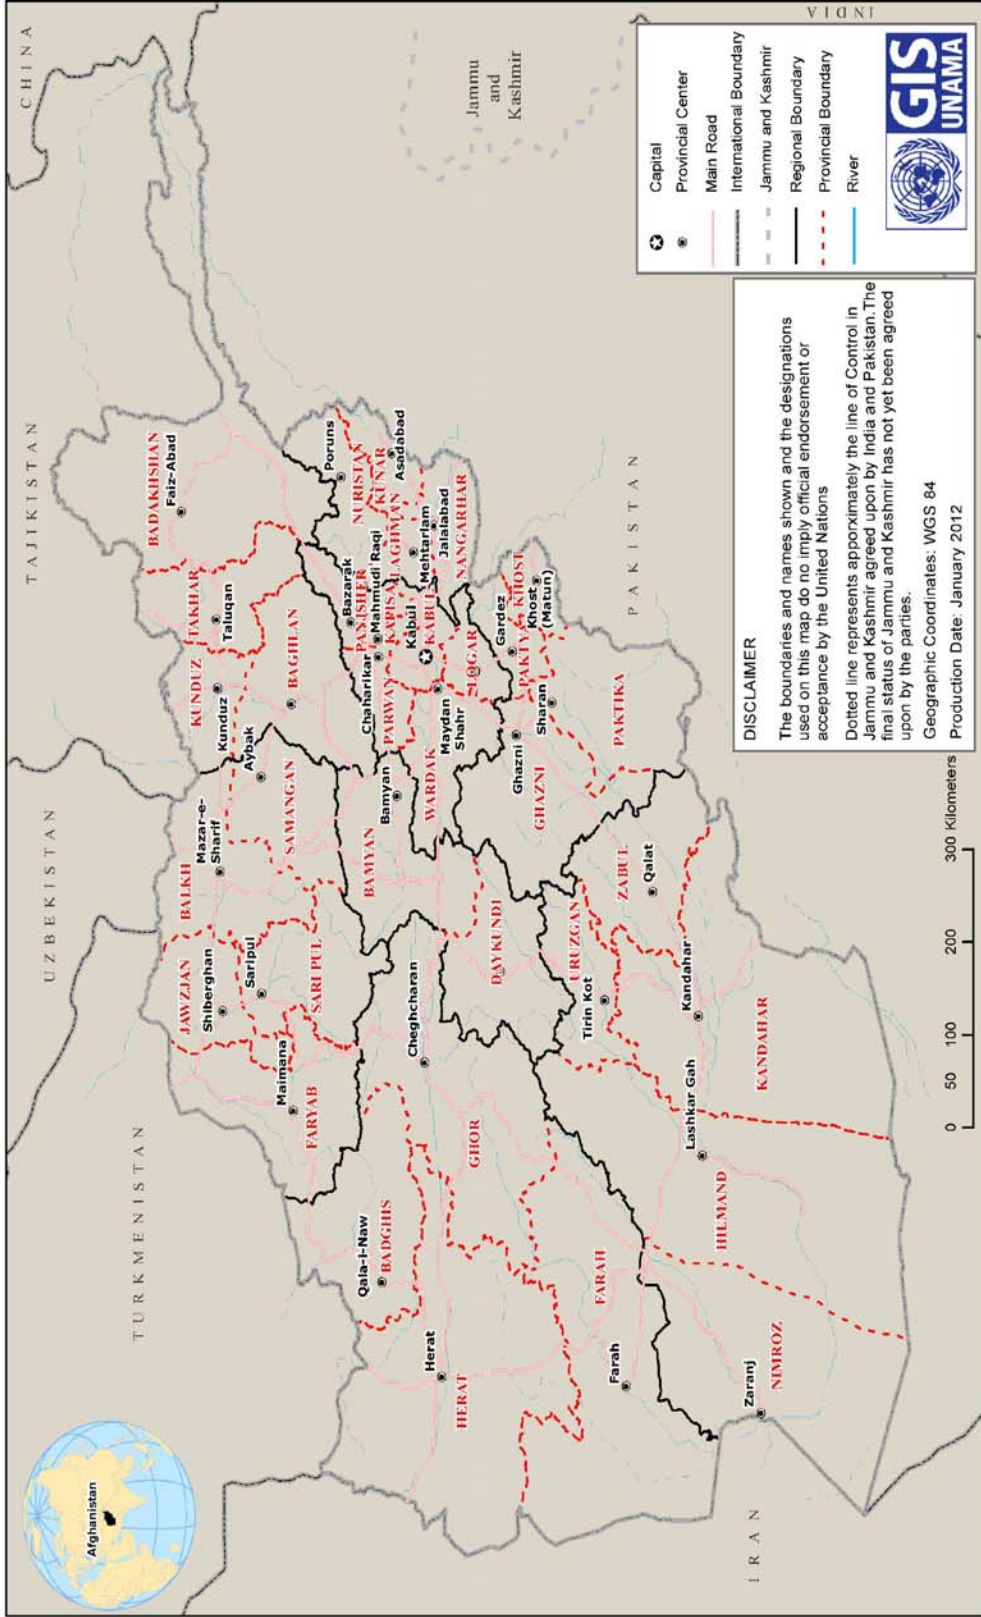 CHINA
TAJIKISTAN
UZBEKISTAN
TURKMENISTAN
IRAN
PAKISTAN
INDIA
Jammu
and
Kashmir
Afghanistan
BADAKHSHAN
Faiz-Abad
TAKHAR
Taluqan
KUNDUZ
Kunduz
BAGHLAN
Aybak
SAMANGAN
BALKH
Mazar-e-
Sharif
JAWZJAN
Shiberghan
Saripul
SARI PUL
Maimana
FARYAB
Qala-i-Naw
BADGHIS
Herat
HERAT
Cheghcharan
GHOR
Farah
FARAH
Zaranj
NIMROZ
Lashkar Gah
HILMAND
Kandahar
KANDAHAR
Tirin Kot
URUZGAN
Qalat
ZABUL
DAYKUNDI
Bamyan
BAMYAN
WARDAK
Maydan
Shahr
Ghazni
GHAZNI
Sharan
PAKTIKA
Gardez
PAKTYA
Khost
(Matun)
KHOST
LOGAR
Kabul
KABUL
Chaharikar
PARWAN
Bazarak
PANJSHER
Mahmudi Raqi
KAPISA
Mehtarlam
LAGHMAN
Jalalabad
NANGARHAR
Asadabad
KUNAR
Poruns
NURISTAN
Capital
Provincial Center
Main Road
International Boundary
Jammu and Kashmir
Regional Boundary
Provincial Boundary
River
GIS
UNAMA
DISCLAIMER
The boundaries and names shown and the designations
used on this map do no imply official endorsement or
acceptance by the United Nations
Dotted line represents apporximately the line of Control in
Jammu and Kashmir agreed upon by India and Pakistan.The
final status of Jammu and Kashmir has not yet been agreed
upon by the parties.
Geographic Coordinates: WGS 84
Production Date: January 2012
0 50 100 200 300 Kilometers